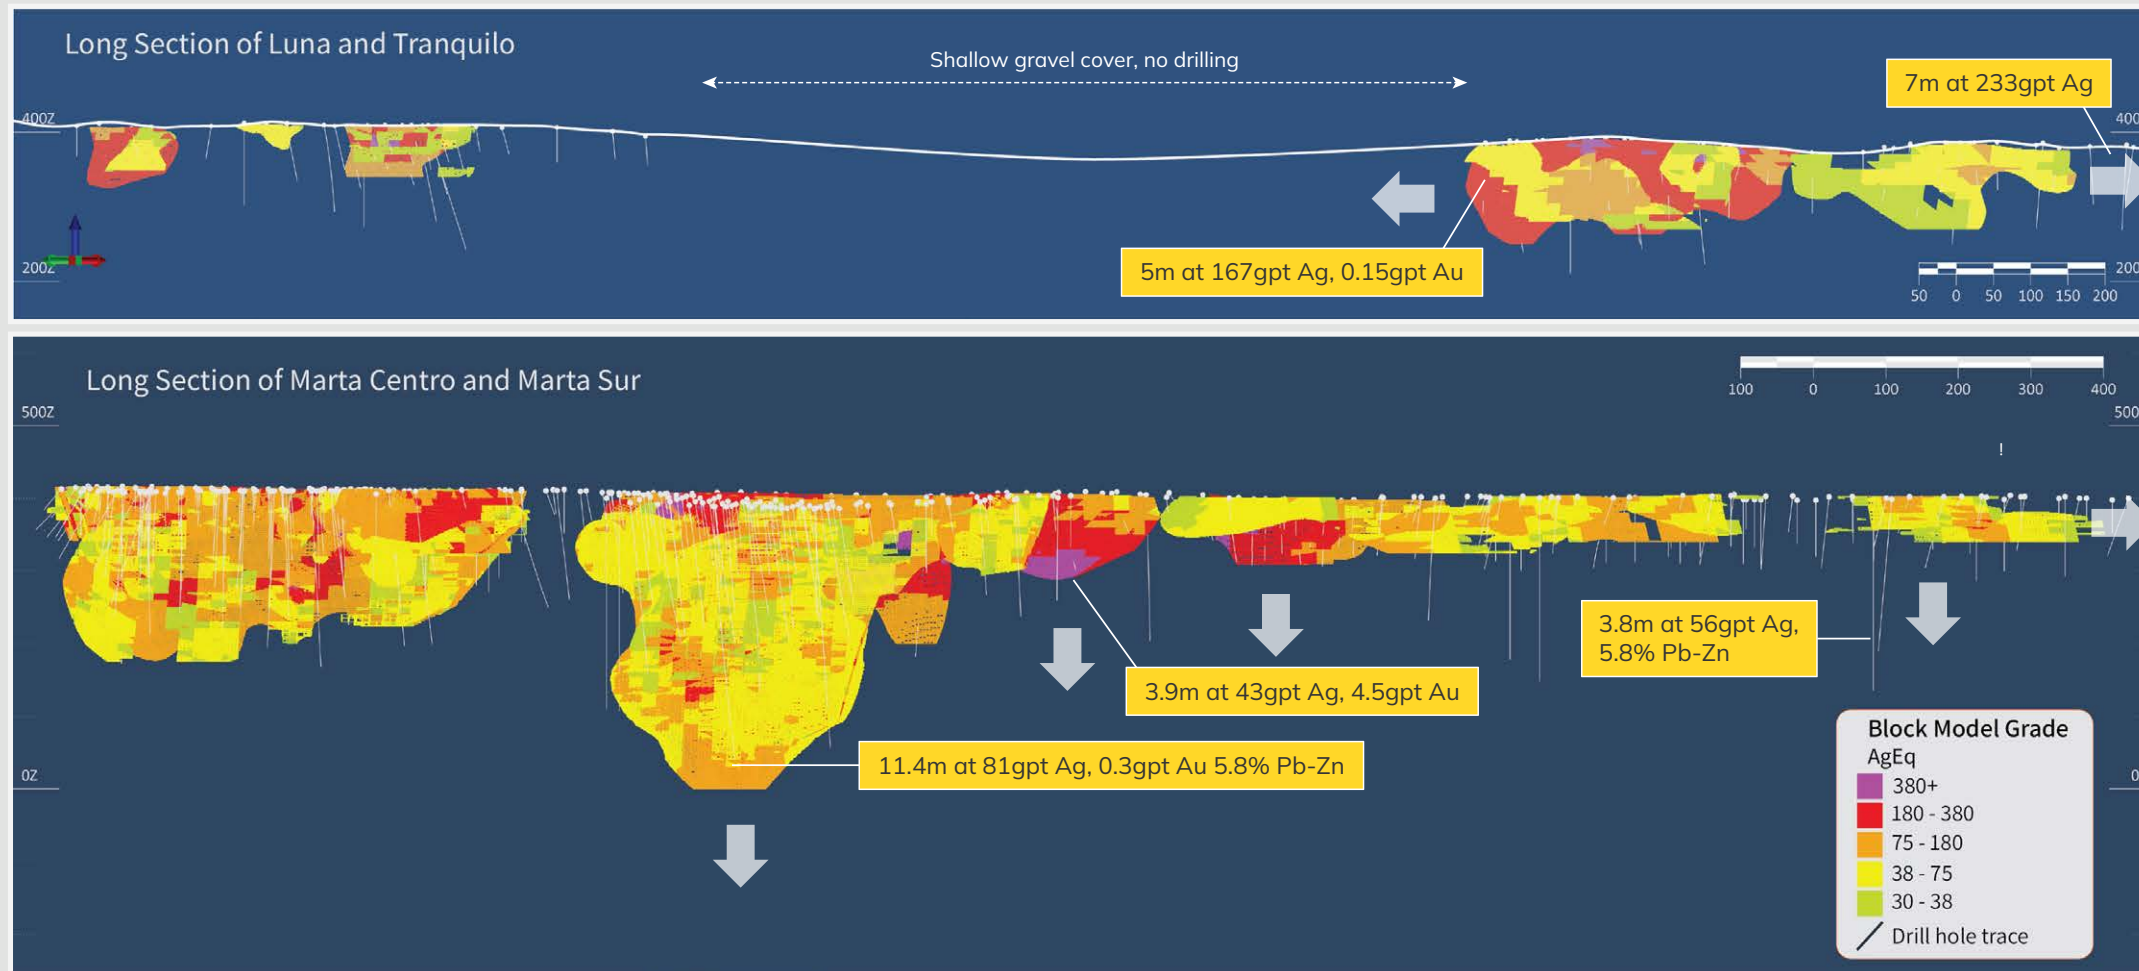 Long Section of Luna and Tranquilo
Shallow gravel cover, no drilling
7m at 233gpt Ag
400Z
400
5m at 167gpt Ag, 0.15gpt Au
200Z
200
50 0 50 100 150 200
Long Section of Marta Centro and Marta Sur
100 0 100 200 300 400
500Z
500
!
3.8m at 56gpt Ag,
5.8% Pb-Zn
3.9m at 43gpt Ag, 4.5gpt Au
11.4m at 81gpt Ag, 0.3gpt Au 5.8% Pb-Zn
0Z
0
Block Model Grade
AgEq
380+
180 - 380
75 - 180
38 - 75
30 - 38
Drill hole trace